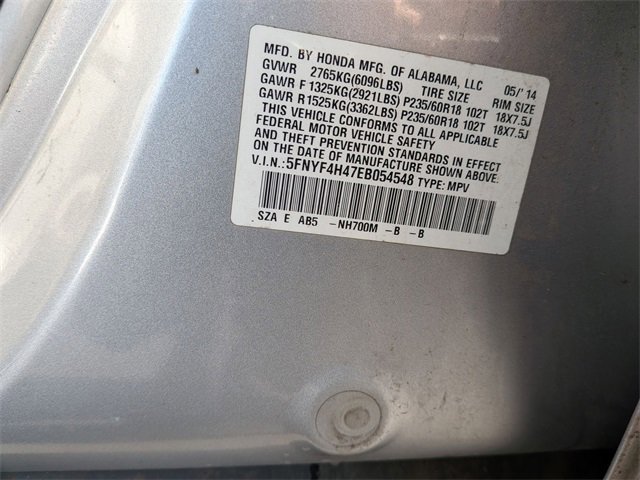 MFD. BY HONDA MFG. OF ALABAMA, LLC 05/'14
GVWR 2765KG(6096LBS) TIRE SIZE RIM SIZE
GAWR F 1325KG(2921LBS) P235/60R18 102T 18X7.5J
GAWR R 1525KG(3362LBS) P235/60R18 102T 18X7.5J
THIS VEHICLE CONFORMS TO ALL APPLICABLE
FEDERAL MOTOR VEHICLE SAFETY
AND THEFT PREVENTION STANDARDS IN EFFECT
ON THE DATE OF MANUFACTURE SHOWN ABOVE.
V.I.N.:5FNYF4H47EB054548 TYPE: MPV
SZA E AB5 -NH700M -B -B